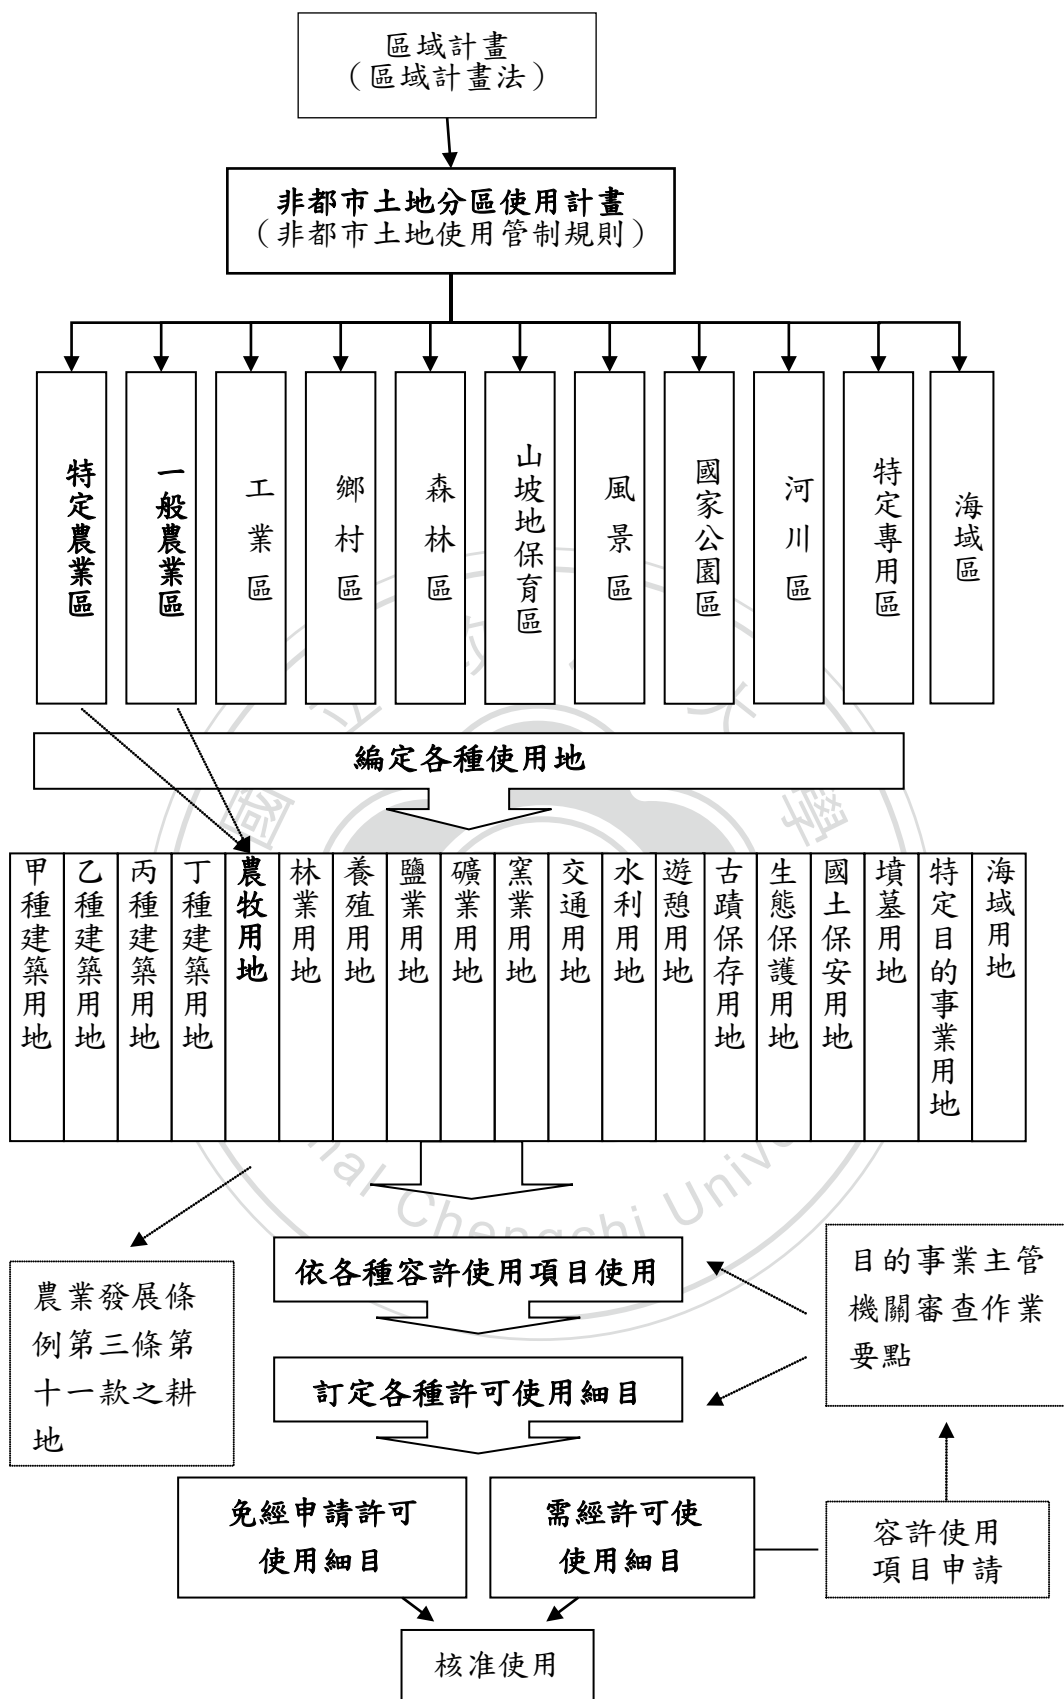 區域計畫
（區域計畫法）
非都市土地分區使用計畫
（非都市土地使用管制規則）
特定農業區
一般農業區
工業區
鄉村區
森林區
山坡地保育區
風景區
國家公園區
河川區
特定專用區
海域區
編定各種使用地
甲種建築用地
乙種建築用地
丙種建築用地
丁種建築用地
農牧用地
林業用地
養殖用地
鹽業用地
礦業用地
窯業用地
交通用地
水利用地
遊憩用地
古蹟保存用地
生態保護用地
國土保安用地
墳墓用地
特定目的事業用地
海域用地
依各種容許使用項目使用
農業發展條
例第三條第
十一款之耕
地
目的事業主管
機關審查作業
要點
訂定各種許可使用細目
免經申請許可
使用細目
需經許可使
使用細目
容許使用
項目申請
核准使用
國立政大學
nal Chengchi Unive